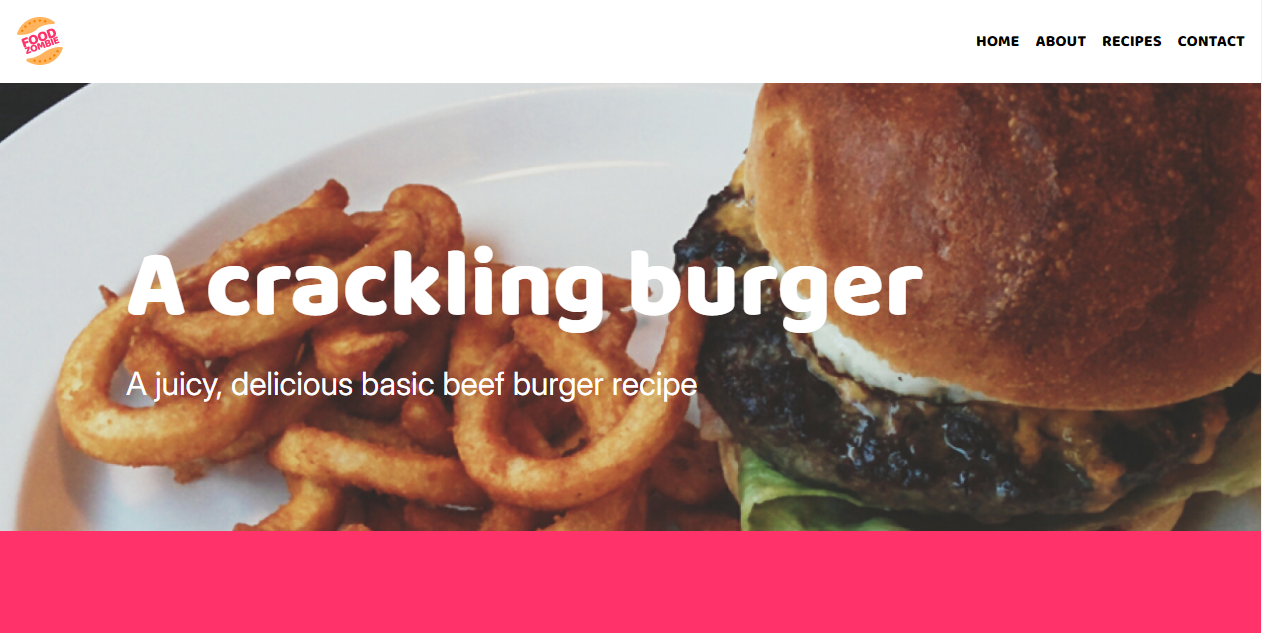 FOOD
ZOMBIE
HOME ABOUT RECIPES CONTACT
A crackling burger
A juicy, delicious basic beef burger recipe